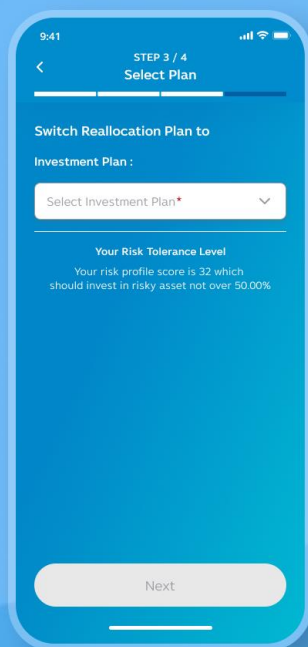 9:41
STEP 3 / 4
Select Plan
Switch Reallocation Plan to
Investment Plan :
Select Investment Plan*
Your Risk Tolerance Level
Your risk profile score is 32 which
should invest in risky asset not over 50.00%
Next